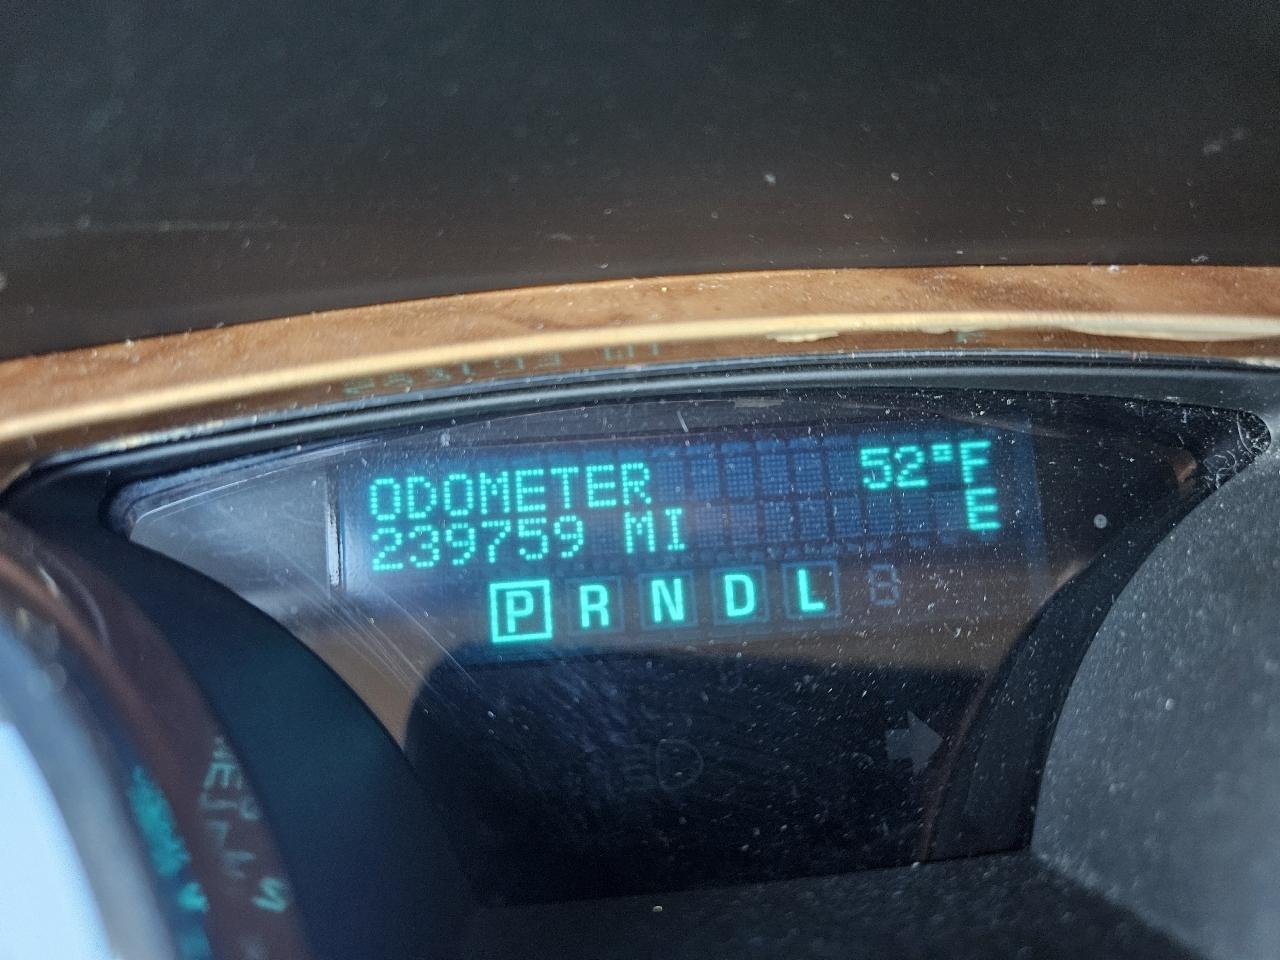 ODOMETER 52°F
239759 MI E
P R N D L